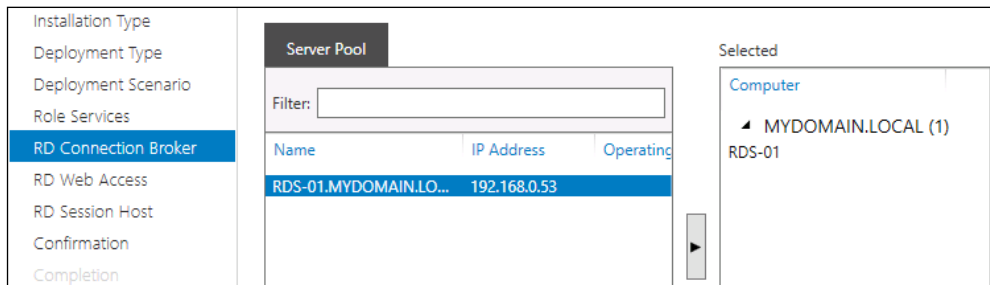 Installation Type
Deployment Type
Deployment Scenario
Role Services
RD Connection Broker
RD Web Access
RD Session Host
Confirmation
Completion
Server Pool
Filter:
Name IP Address Operating
RDS-01.MYDOMAIN.LO... 192.168.0.53
Selected
Computer
MYDOMAIN.LOCAL (1)
RDS-01